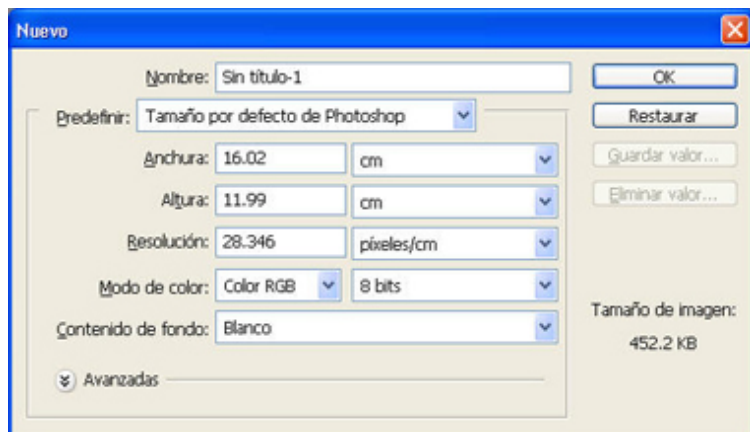 Nuevo
Nombre: Sin título-1
OK
Predefinir: Tamaño por defecto de Photoshop
Restaurar
Anchura: 16.02 cm
Guardar valor...
Altura: 11.99 cm
Eliminar valor...
Resolución: 28.346 píxeles/cm
Modo de color: Color RGB 8 bits
Tamaño de imagen:
Contenido de fondo: Blanco
452.2 KB
Avanzadas